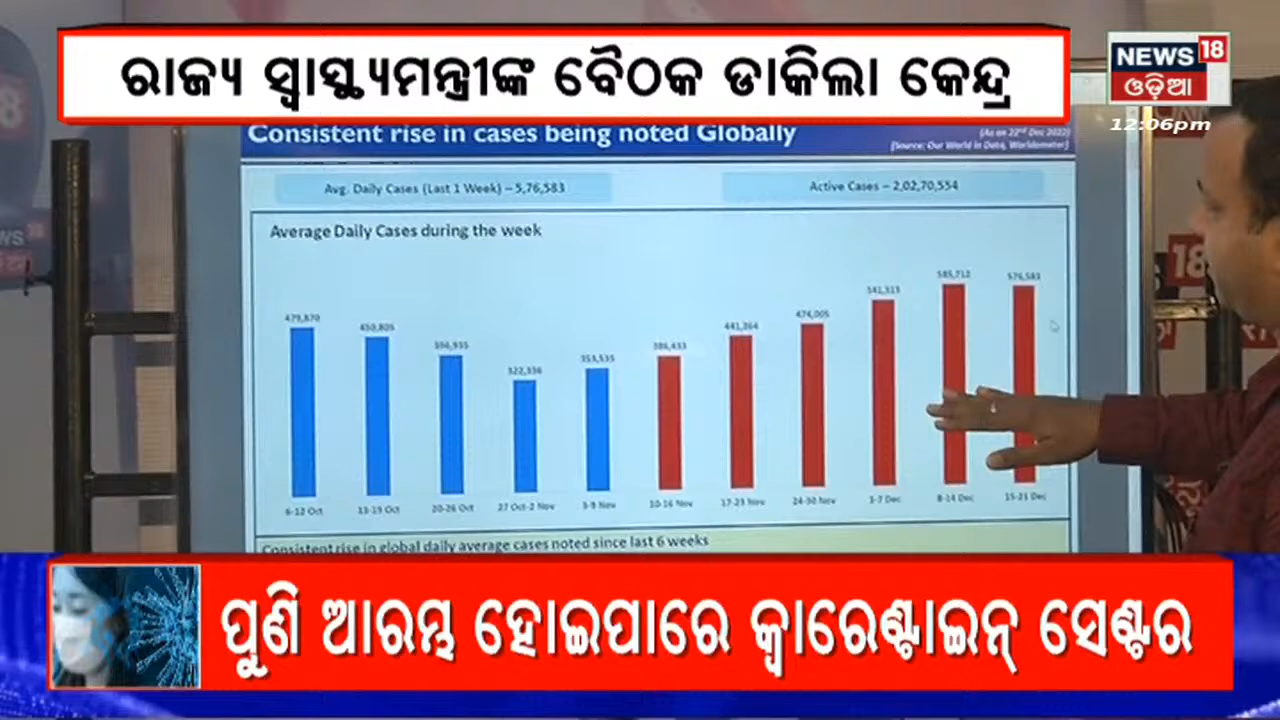 ରାଜ୍ୟ ସ୍ୱାସ୍ଥ୍ୟମନ୍ତ୍ରୀଙ୍କ ବୈଠକ ଡାକିଲା କେନ୍ଦ୍ର
NEWS 18
ଓଡ଼ିଆ
12:06pm
Consistent rise in cases being noted Globally
(As on 22nd Dec 2022)
(Source: Our World in Data, Worldometer)
Avg. Daily Cases (Last 1 Week) – 5,76,583
Active Cases – 2,02,70,554
Average Daily Cases during the week
479,870 450,805 396,935 322,336 353,535 386,433 441,364 474,005 541,313 585,712 576,583
6-12 Oct 13-19 Oct 20-26 Oct 27 Oct-2 Nov 3-9 Nov 10-16 Nov 17-23 Nov 24-30 Nov 1-7 Dec 8-14 Dec 15-21 Dec
Consistent rise in global daily average cases noted since last 6 weeks
18
18
ପୁଣି ଆରମ୍ଭ ହୋଇପାରେ କ୍ୱାରେଣ୍ଟାଇନ୍ ସେଣ୍ଟର